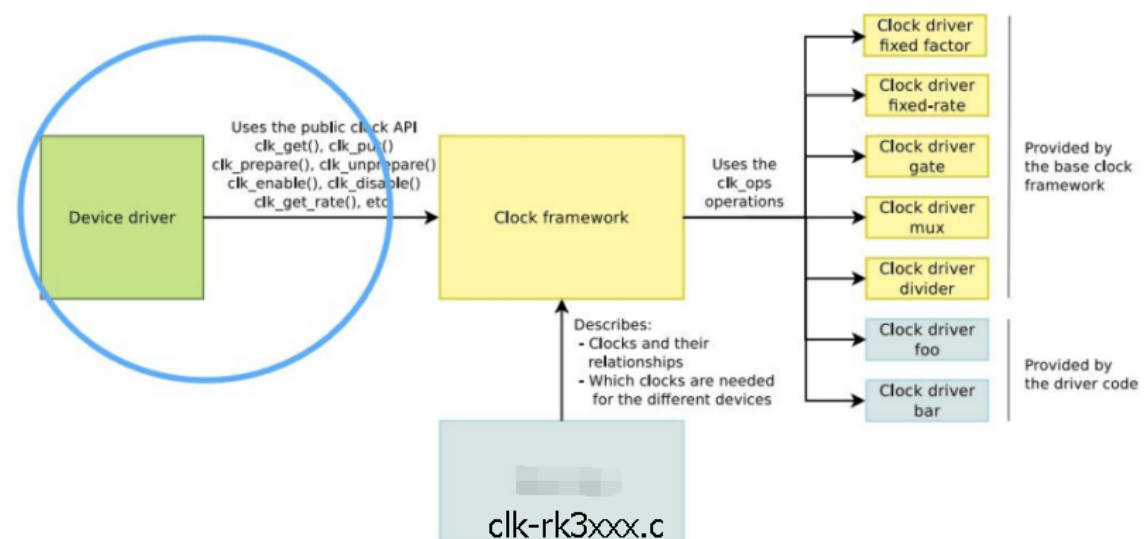 Device driver
Uses the public clock API
clk_get(), clk_put()
clk_prepare(), clk_unprepare()
clk_enable(), clk_disable()
clk_get_rate(), etc
Clock framework
Uses the
clk_ops
operations
Clock driver
fixed factor
Clock driver
fixed-rate
Clock driver
gate
Clock driver
mux
Clock driver
divider
Provided by
the base clock
framework
Clock driver
foo
Clock driver
bar
Provided by
the driver code
Describes:
- Clocks and their
relationships
- Which clocks are needed
for the different devices
clk-rk3xxx.c